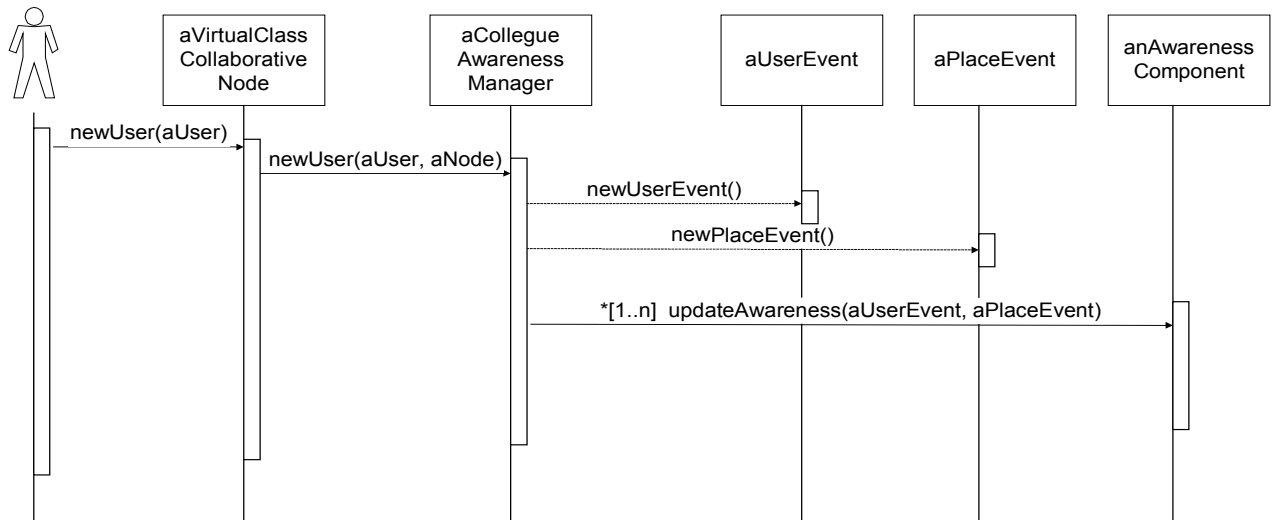 aVirtualClass
Collaborative
Node
aCollegue
Awareness
Manager
aUserEvent
aPlaceEvent
anAwareness
Component
newUser(aUser)
newUser(aUser, aNode)
newUserEvent()
newPlaceEvent()
*[1..n] updateAwareness(aUserEvent, aPlaceEvent)